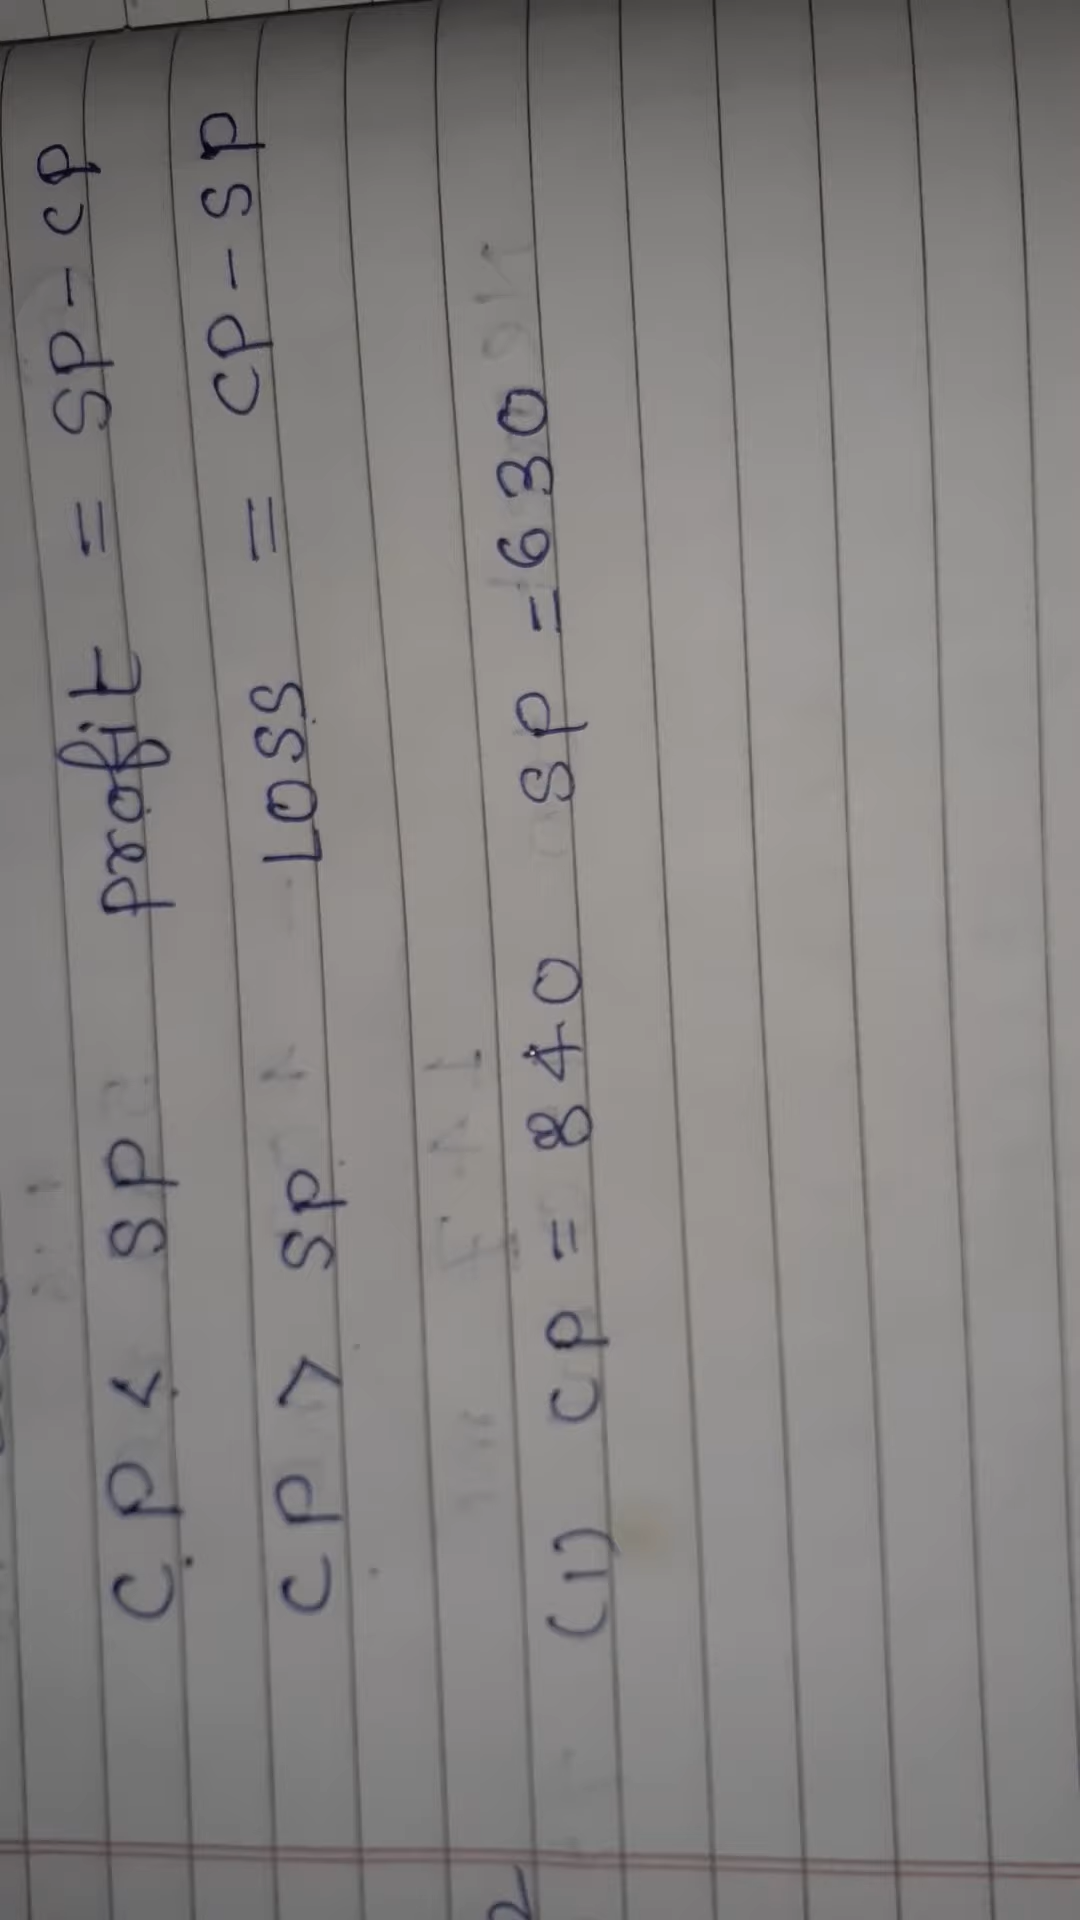 CP < SP profit = SP - CP
CP > SP LOSS = CP - SP
(1) CP = 840 SP = 630